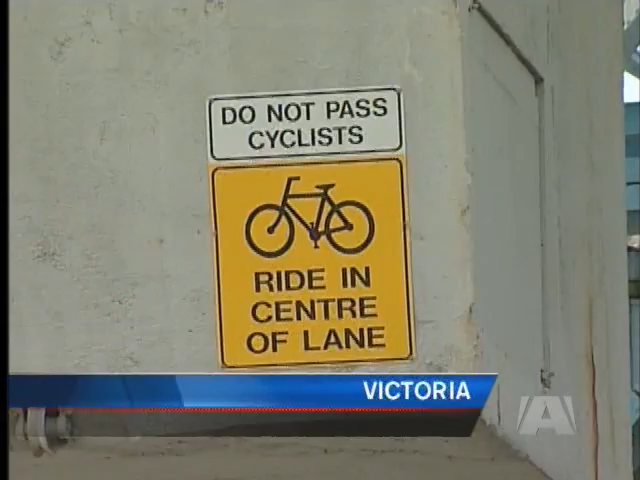 DO NOT PASS
CYCLISTS
RIDE IN
CENTRE
OF LANE
VICTORIA
A